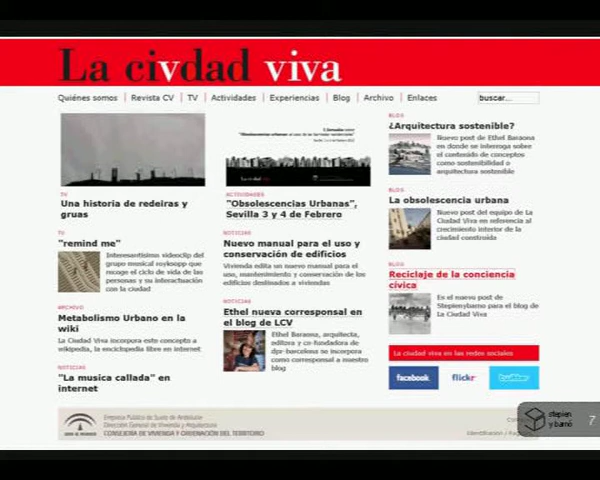 La civdad viva
Quiénes somos | Revista CV | TV | Actividades | Experiencias | Blog | Archivo | Enlaces
buscar...
TV
Una historia de redeiras y
gruas
TV
"remind me"
Interesantísimo videoclip del
grupo musical royksopp que
recoge el ciclo de vida de las
personas y su interactuación
con la ciudad
ARCHIVO
Metabolismo Urbano en la
wiki
La Ciudad Viva incorpora este concepto a
wikipedia, la enciclopedia libre en internet
NOTICIAS
"La musica callada" en
internet
ACTIVIDADES
"Obsolescencias Urbanas",
Sevilla 3 y 4 de Febrero
NOTICIAS
Nuevo manual para el uso y
conservación de edificios
Vivienda edita un nuevo manual para el
uso, mantenimiento y conservación de los
edificios destinados a viviendas
NOTICIAS
Ethel nueva corresponsal en
el blog de LCV
Ethel Baraona, arquitecta,
editora y co-fundadora de
dpr-barcelona se incorpora
como corresponsal a nuestro
blog
BLOG
¿Arquitectura sostenible?
Nuevo post de Ethel Baraona
en donde se interroga sobre
el contenido de conceptos
como sostenibilidad o
arquitectura sostenible
BLOG
La obsolescencia urbana
Nuevo post del equipo de La
Ciudad Viva en referencia al
crecimiento interior de la
ciudad construida
BLOG
Reciclaje de la conciencia
cívica
Es el nuevo post de
Stepienybarno para el blog de
La Ciudad Viva
La ciudad viva en las redes sociales
facebook
flickr
twitter
Empresa Pública de Suelo de Andalucía
Dirección General de Vivienda y Arquitectura
CONSEJERÍA DE VIVIENDA Y ORDENACIÓN DEL TERRITORIO
stepien
y barnó
7